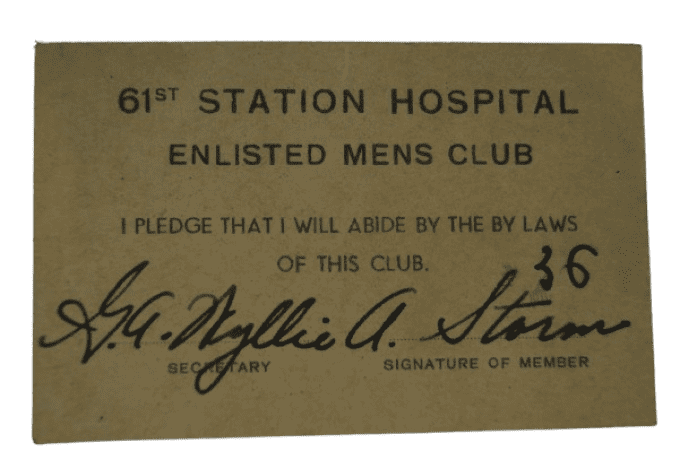 61ST STATION HOSPITAL
ENLISTED MENS CLUB
I PLEDGE THAT I WILL ABIDE BY THE BY LAWS
OF THIS CLUB.
36
G.A. Wyllie A. Storm
SECRETARY SIGNATURE OF MEMBER